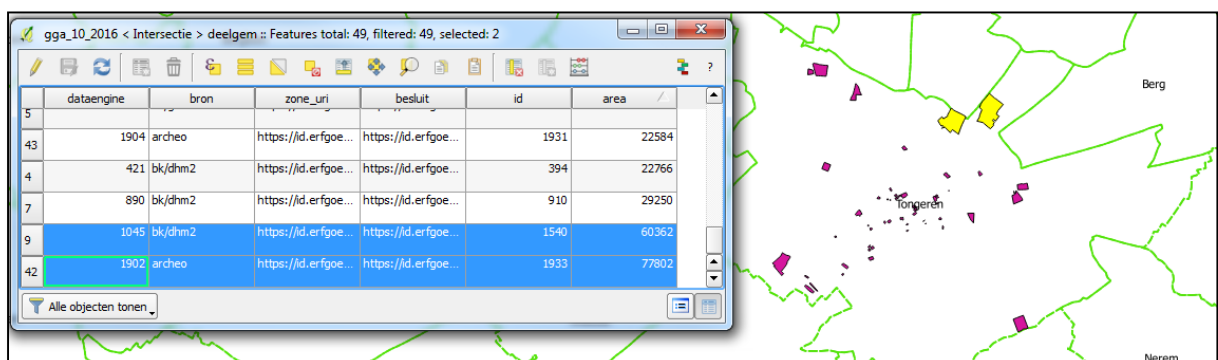 gga_10_2016 < Intersectie > deelgem :: Features total: 49, filtered: 49, selected: 2
?
dataengine bron zone_uri besluit id area
5
43 1904 archeo https://id.erfgoe... https://id.erfgoe... 1931 22584
4 421 bk/dhm2 https://id.erfgoe... https://id.erfgoe... 394 22766
7 890 bk/dhm2 https://id.erfgoe... https://id.erfgoe... 910 29250
9 1045 bk/dhm2 https://id.erfgoe... https://id.erfgoe... 1540 60362
42 1902 archeo https://id.erfgoe... https://id.erfgoe... 1933 77802
Alle objecten tonen
Berg
Tongeren
Nerem